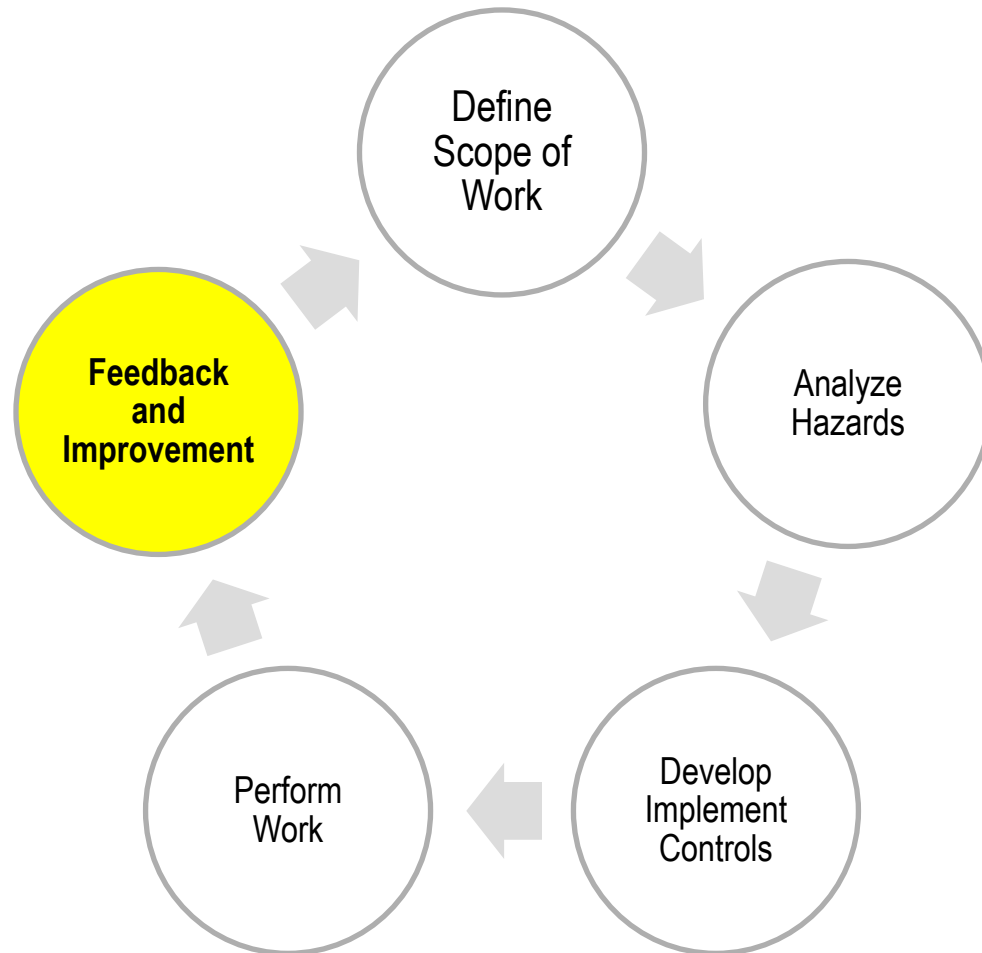 Define
Scope of
Work
Analyze
Hazards
Develop
Implement
Controls
Perform
Work
Feedback
and
Improvement